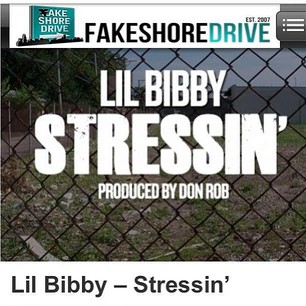 FAKE
SHORE
DRIVE
EST. 2007
FAKESHOREDRIVE
LIL BIBBY
STRESSIN'
PRODUCED BY DON ROB
Lil Bibby – Stressin’